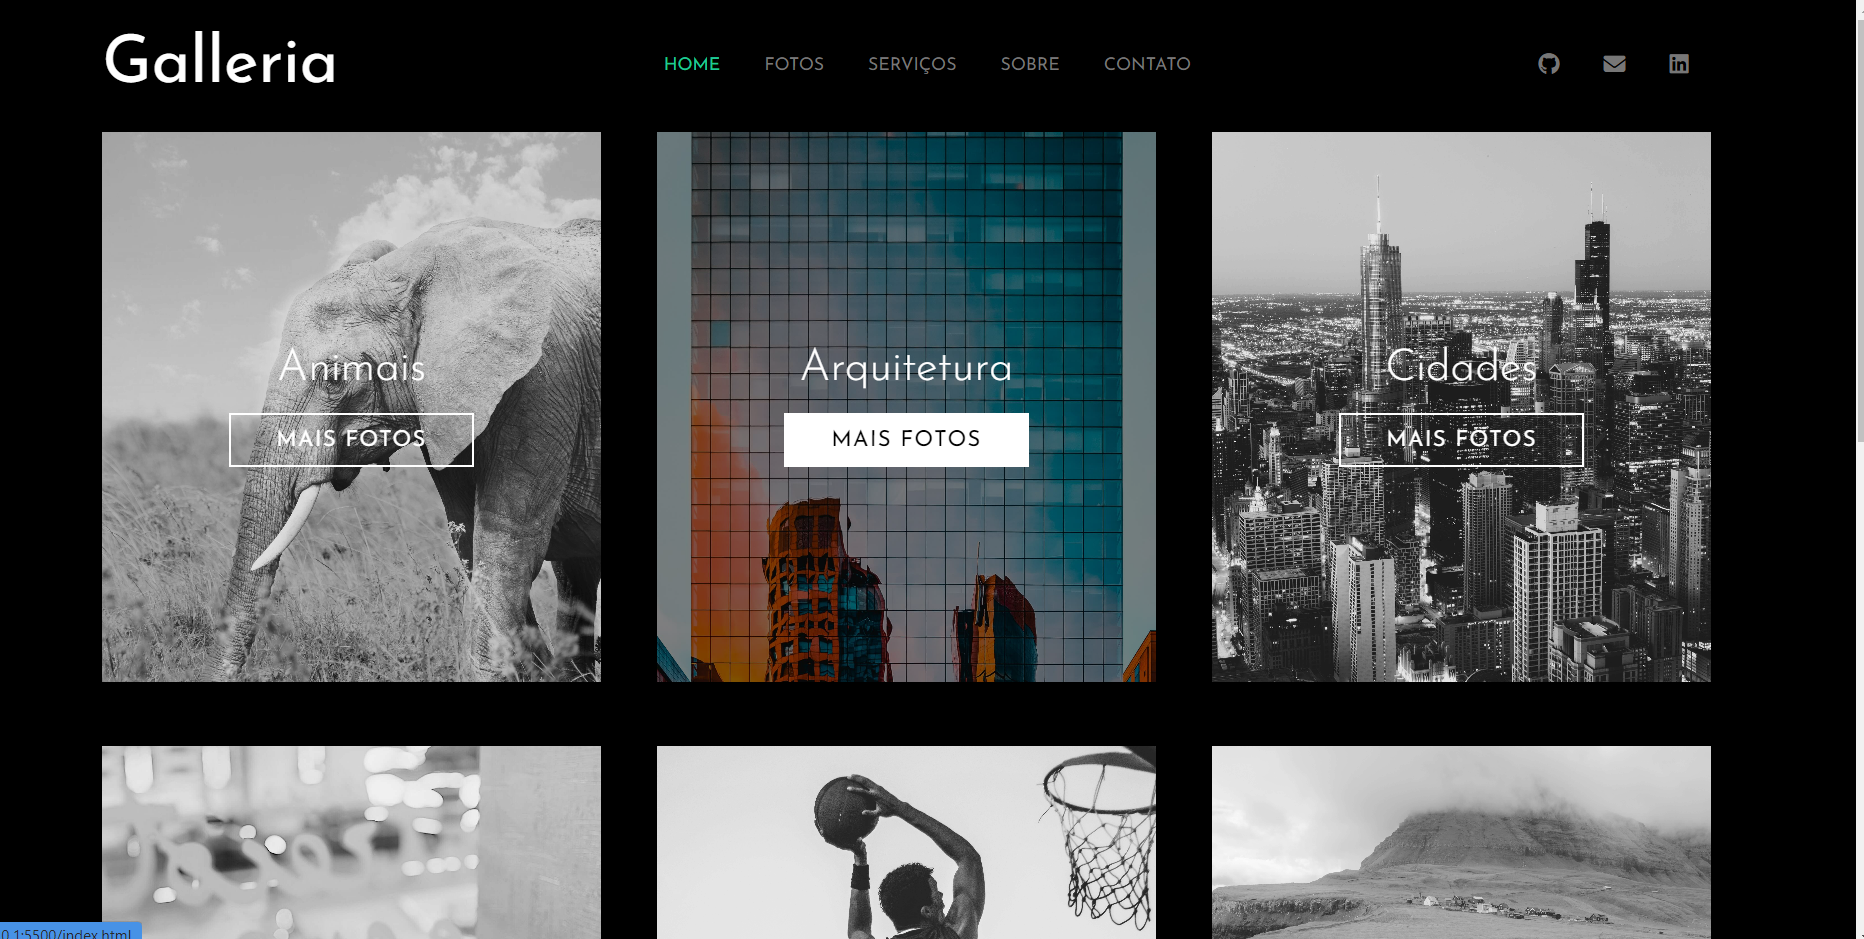 Galleria
HOME FOTOS SERVIÇOS SOBRE CONTATO
Animais
MAIS FOTOS
Arquitetura
MAIS FOTOS
Cidades
MAIS FOTOS
0.1:5500/index.html